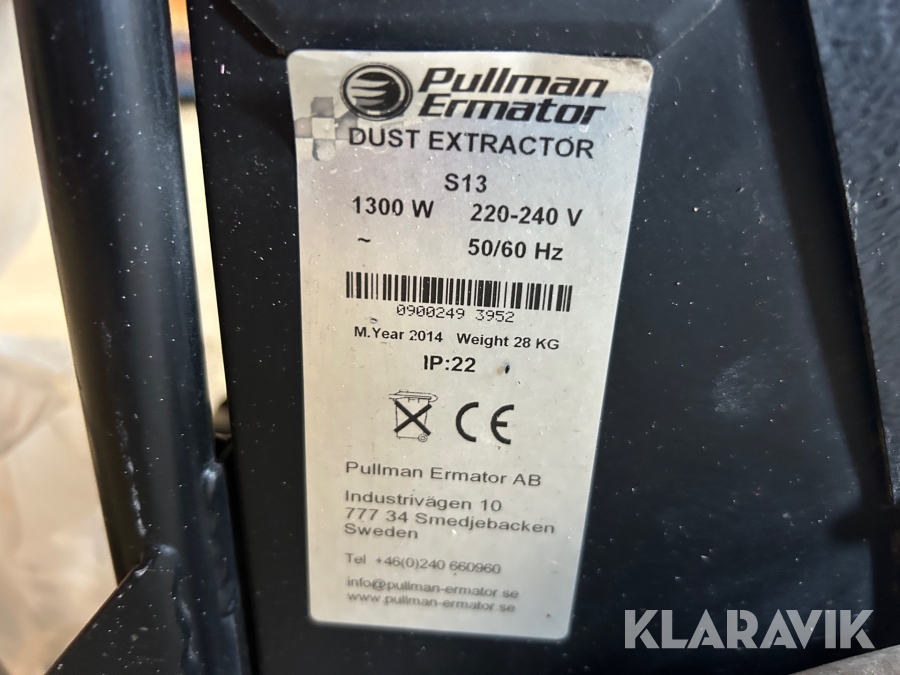 Pullman
Ermator
DUST EXTRACTOR
S13
1300 W 220-240 V
~ 50/60 Hz
0900249 3952
M.Year 2014 Weight 28 KG
IP:22
CE
Pullman Ermator AB
Industrivägen 10
777 34 Smedjebacken
Sweden
Tel +46(0)240 660960
info@pullman-ermator.se
www.pullman-ermator.se
KLARAVIK